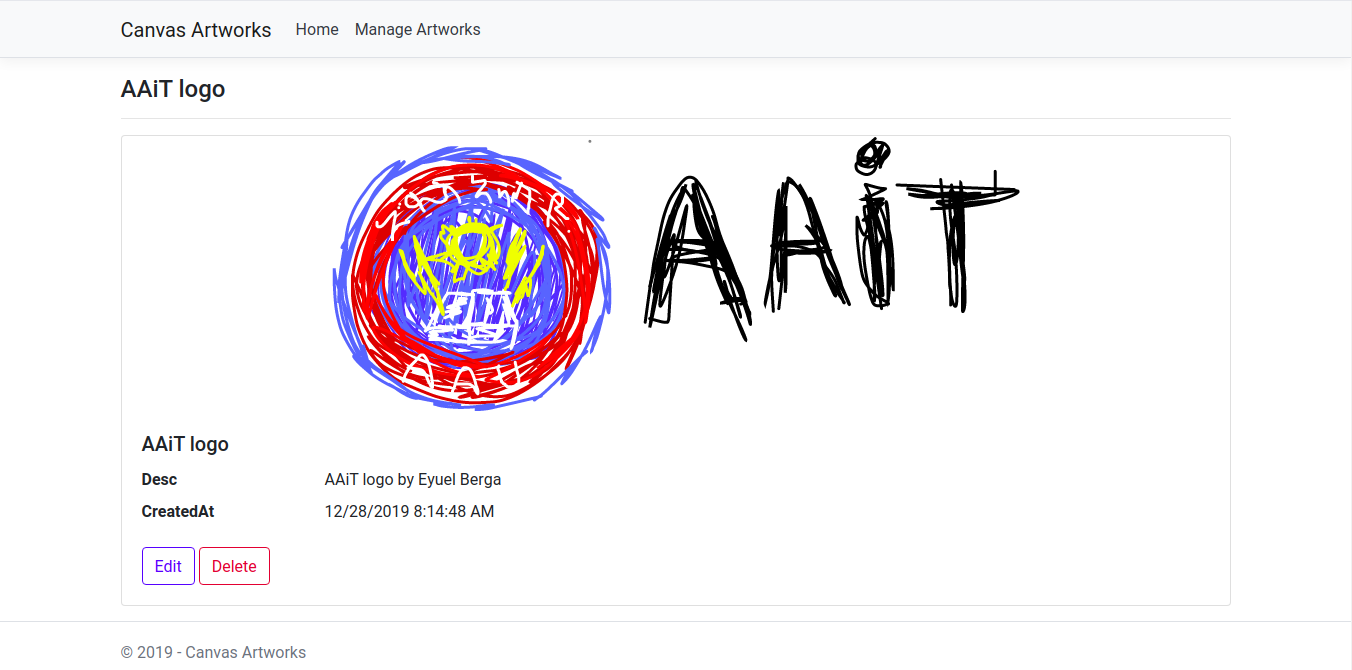 Canvas Artworks Home Manage Artworks
AAiT logo
AAU
AAiT
AAiT logo
Desc AAiT logo by Eyuel Berga
CreatedAt 12/28/2019 8:14:48 AM
Edit Delete
© 2019 - Canvas Artworks